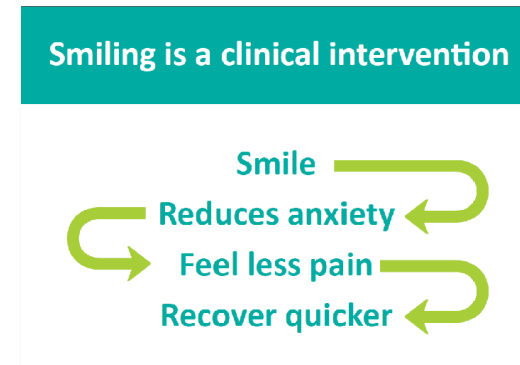 Smiling is a clinical intervention
Smile
Reduces anxiety
Feel less pain
Recover quicker